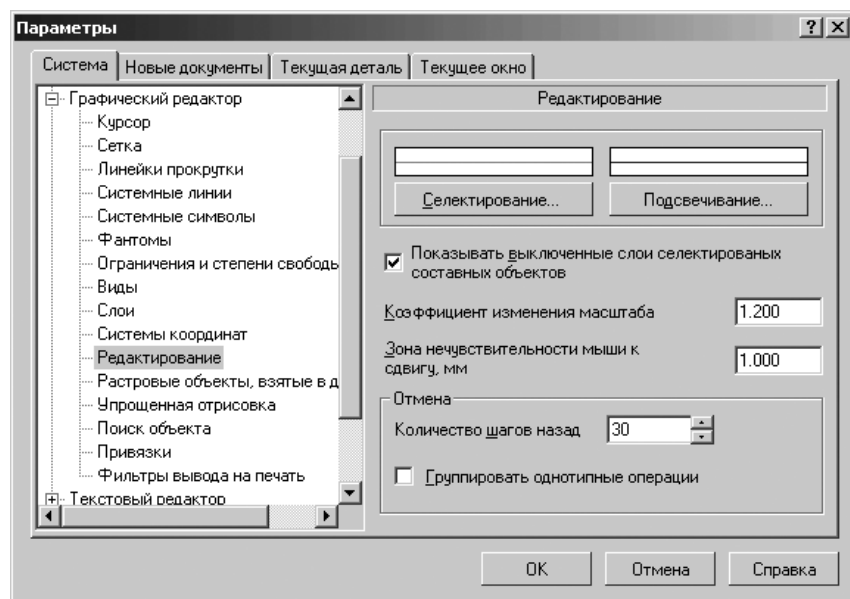 Параметры
Система
Новые документы
Текущая деталь
Текущее окно
Графический редактор
Курсор
Сетка
Линейки прокрутки
Системные линии
Системные символы
Фантомы
Ограничения и степени свободы
Виды
Слои
Системы координат
Редактирование
Растровые объекты, взятые в д
Упрощенная отрисовка
Поиск объекта
Привязки
Фильтры вывода на печать
Текстовый редактор
Редактирование
Селектирование...
Подсвечивание...
Показывать выключенные слои селектированых
составных объектов
Коэффициент изменения масштаба
1.200
Зона нечувствительности мыши к
сдвигу, мм
1.000
Отмена
Количество шагов назад
30
Группировать однотипные операции
OK
Отмена
Справка